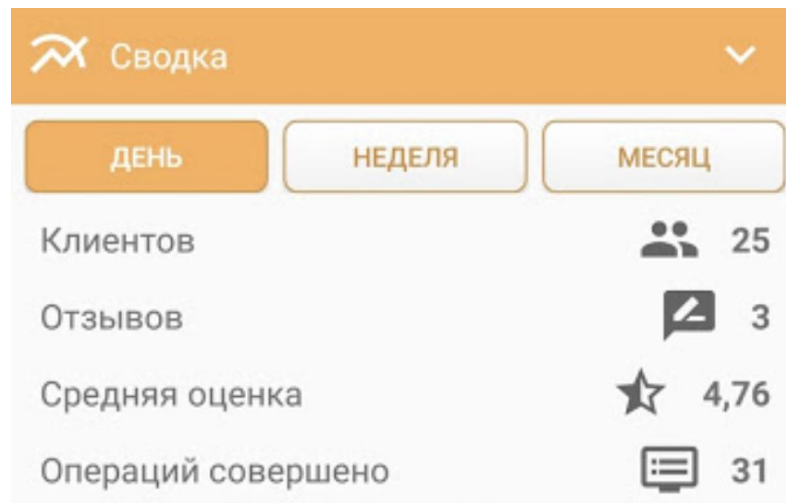 Сводка
ДЕНЬ НЕДЕЛЯ МЕСЯЦ
Клиентов 25
Отзывов 3
Средняя оценка 4,76
Операций совершено 31